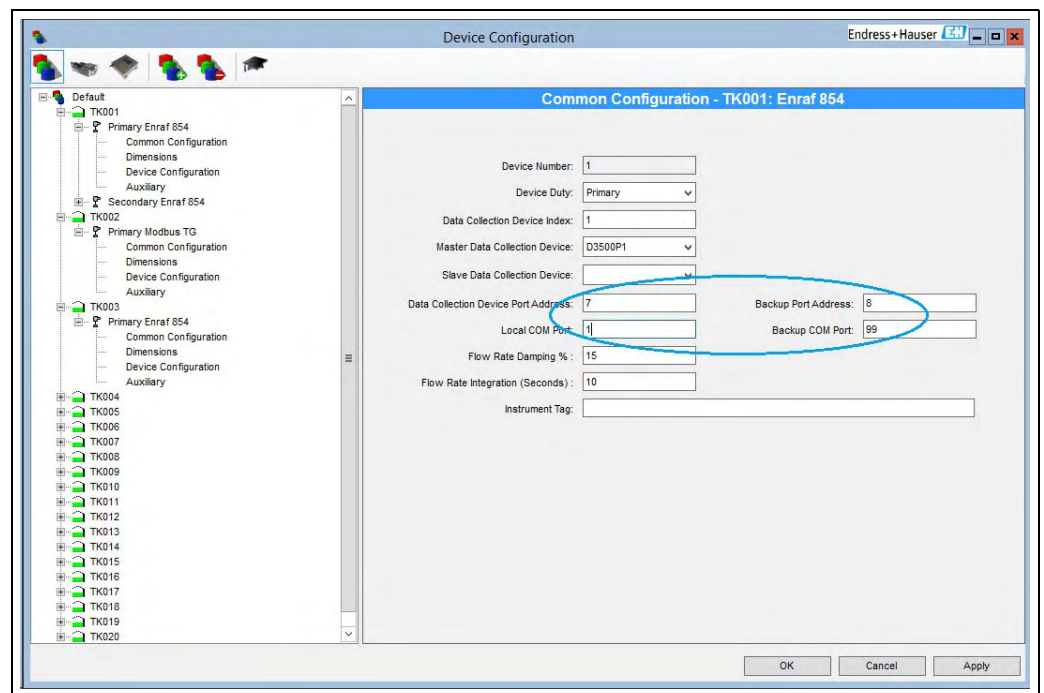 Device Configuration
Endress+Hauser EH
Default
TK001
Primary Enraf 854
Common Configuration
Dimensions
Device Configuration
Auxiliary
Secondary Enraf 854
TK002
Primary Modbus TG
Common Configuration
Dimensions
Device Configuration
Auxiliary
TK003
Primary Enraf 854
Common Configuration
Dimensions
Device Configuration
Auxiliary
TK004
TK005
TK006
TK007
TK008
TK009
TK010
TK011
TK012
TK013
TK014
TK015
TK016
TK017
TK018
TK019
TK020
Common Configuration - TK001: Enraf 854
Device Number: 1
Device Duty: Primary
Data Collection Device Index: 1
Master Data Collection Device: D3500P1
Slave Data Collection Device:
Data Collection Device Port Address: 7 Backup Port Address: 8
Local COM Port: 1 Backup COM Port: 99
Flow Rate Damping % : 15
Flow Rate Integration (Seconds) : 10
Instrument Tag:
OK Cancel Apply